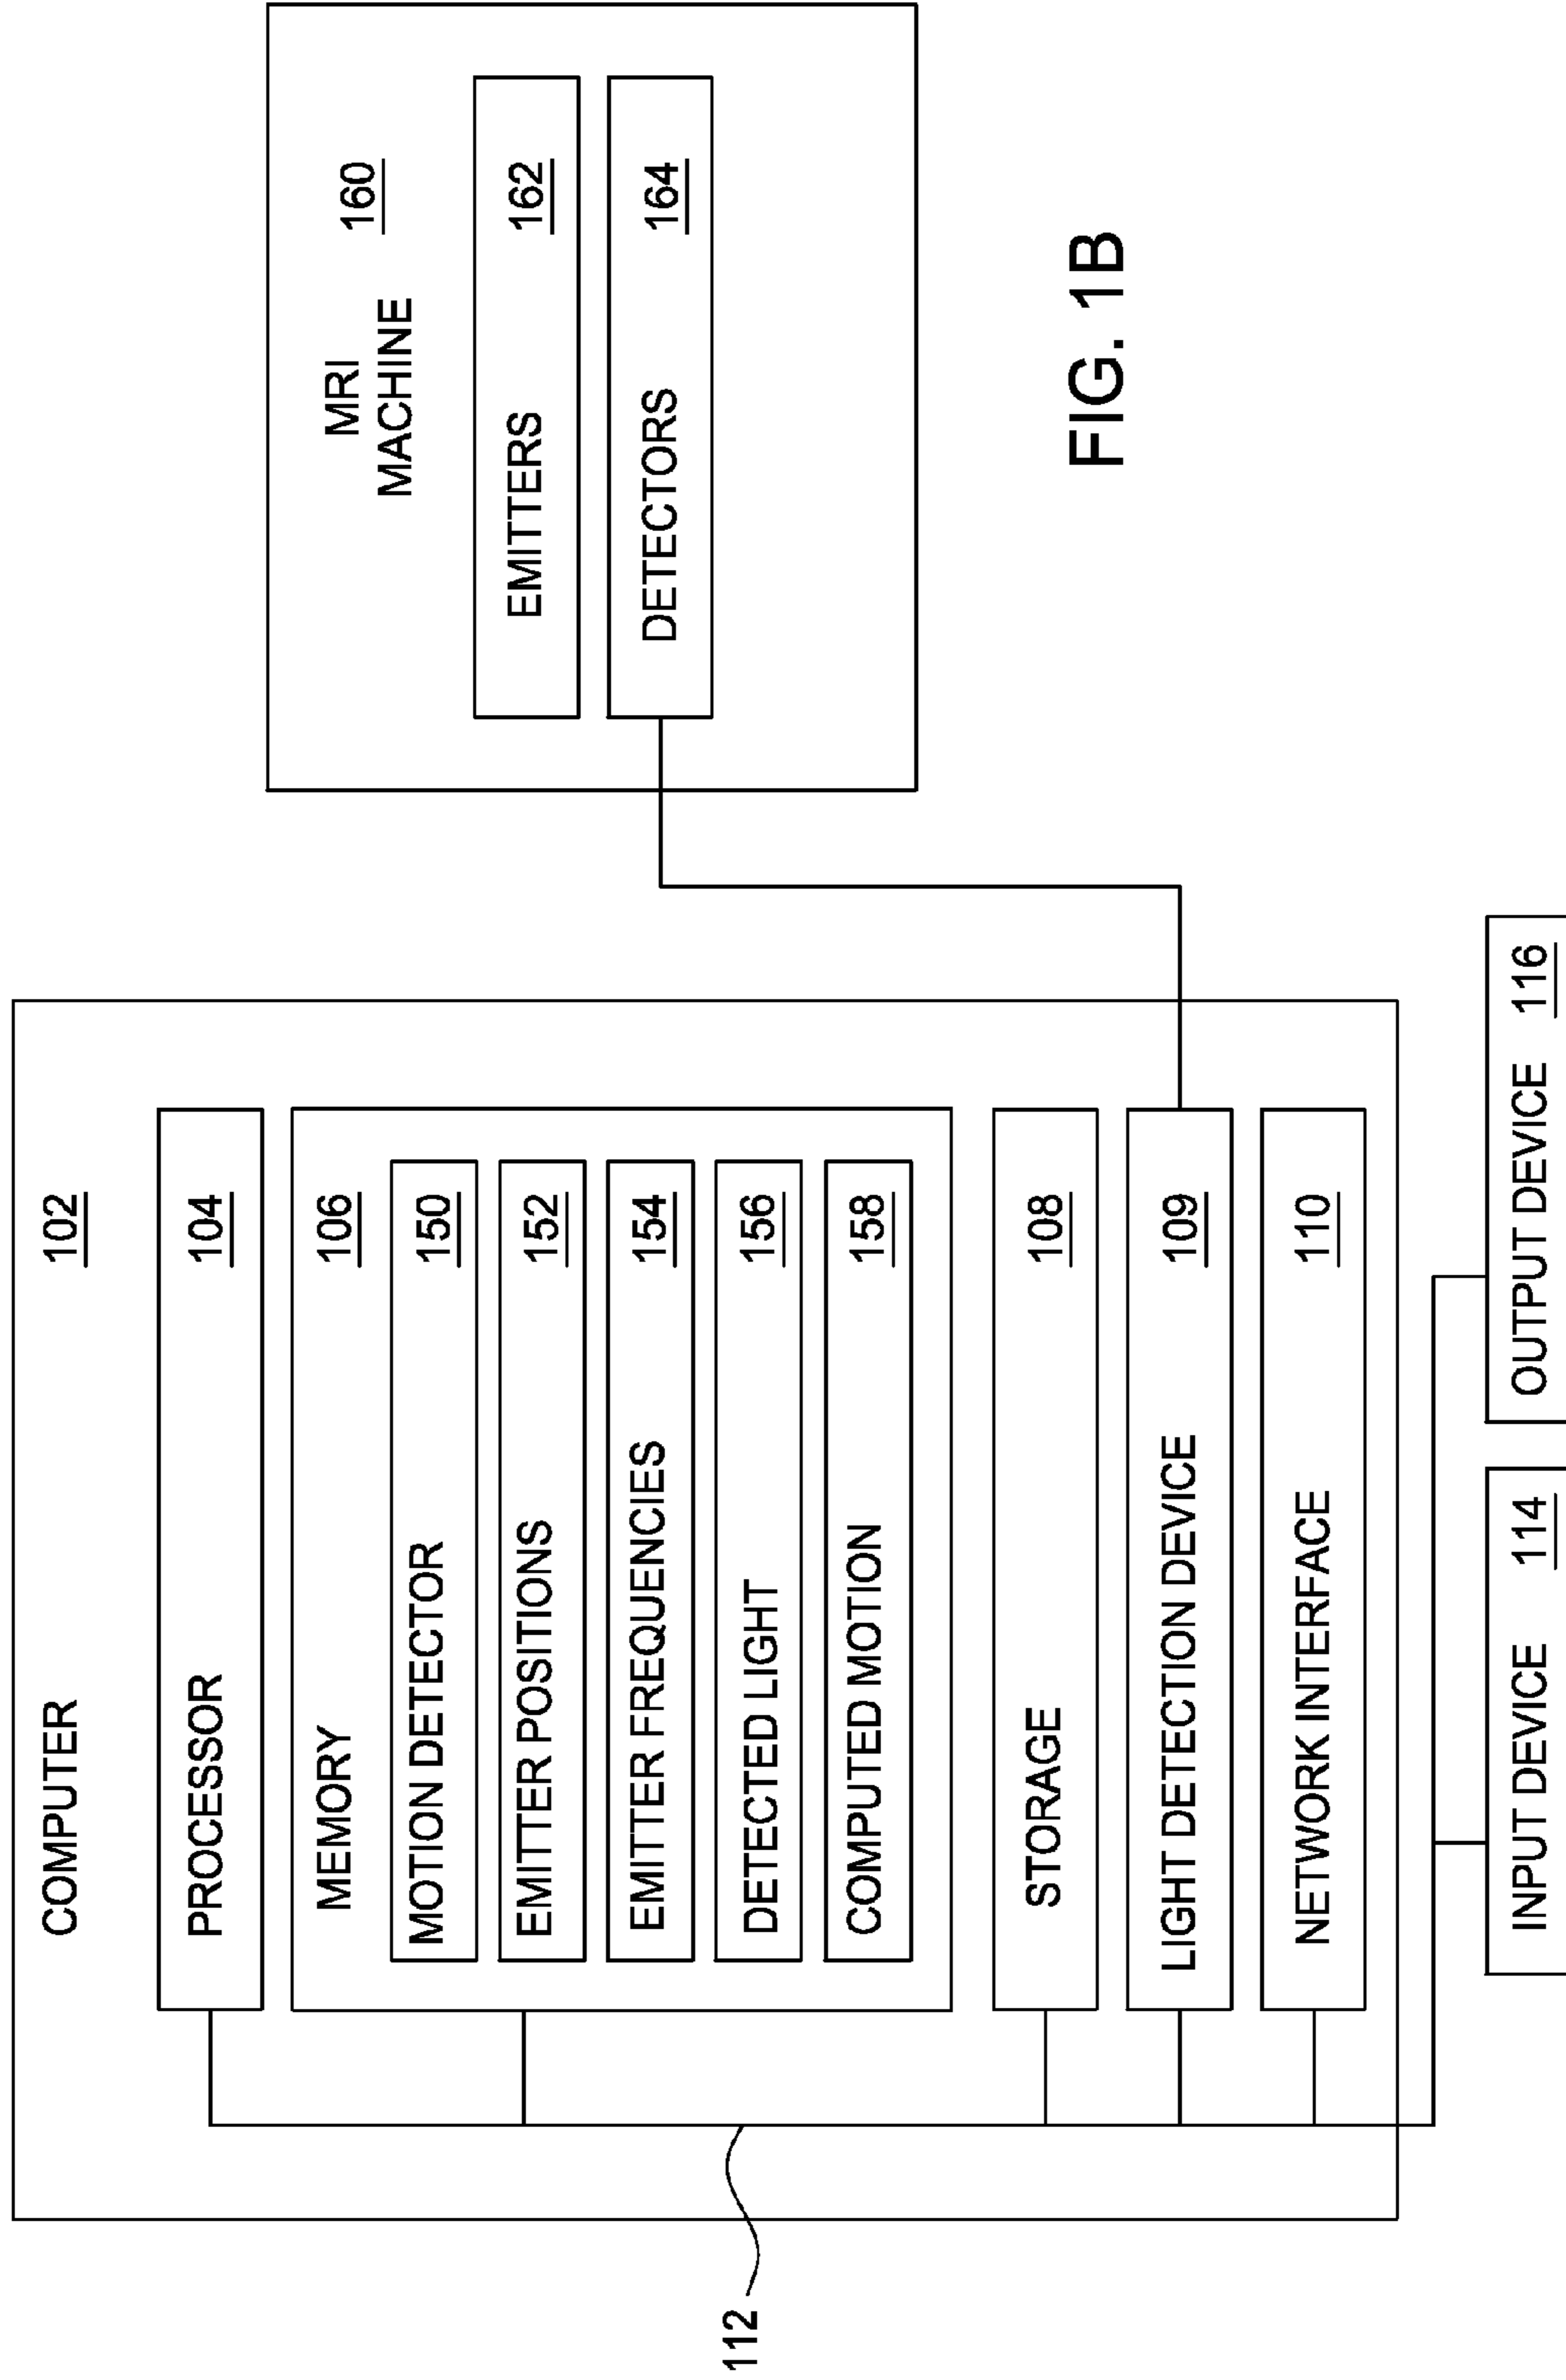 COMPUTER 102
PROCESSOR 104
MEMORY 106
MOTION DETECTOR 150
EMITTER POSITIONS 152
EMITTER FREQUENCIES 154
DETECTED LIGHT 156
COMPUTED MOTION 158
STORAGE 108
LIGHT DETECTION DEVICE 109
NETWORK INTERFACE 110
112
INPUT DEVICE 114
OUTPUT DEVICE 116
MRI
MACHINE 160
EMITTERS 162
DETECTORS 164
FIG. 1B